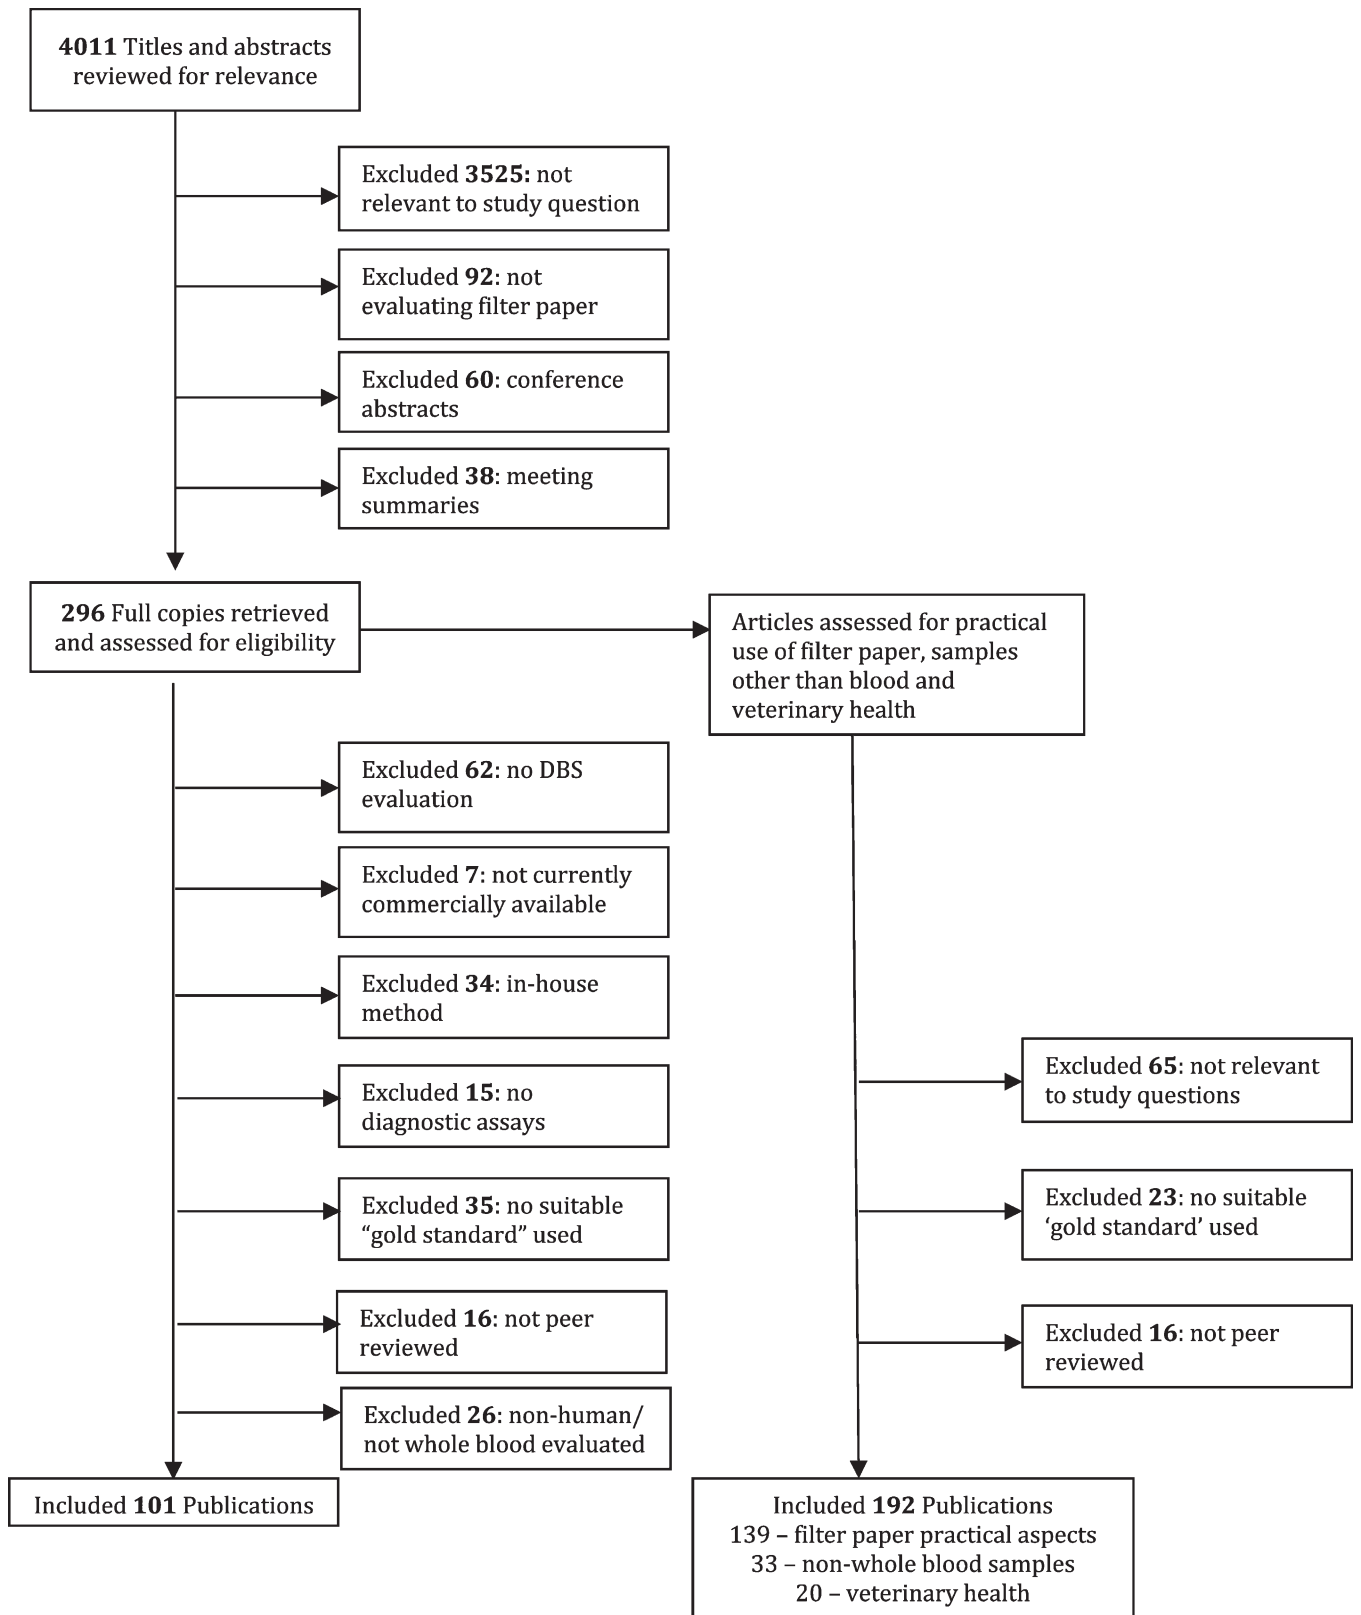 4011 Titles and abstracts
reviewed for relevance
Excluded 3525: not
relevant to study question
Excluded 92: not
evaluating filter paper
Excluded 60: conference
abstracts
Excluded 38: meeting
summaries
296 Full copies retrieved
and assessed for eligibility
Articles assessed for practical
use of filter paper, samples
other than blood and
veterinary health
Excluded 62: no DBS
evaluation
Excluded 7: not currently
commercially available
Excluded 34: in-house
method
Excluded 15: no
diagnostic assays
Excluded 35: no suitable
“gold standard” used
Excluded 16: not peer
reviewed
Excluded 26: non-human/
not whole blood evaluated
Included 101 Publications
Excluded 65: not relevant
to study questions
Excluded 23: no suitable
‘gold standard’ used
Excluded 16: not peer
reviewed
Included 192 Publications
139 – filter paper practical aspects
33 – non-whole blood samples
20 – veterinary health